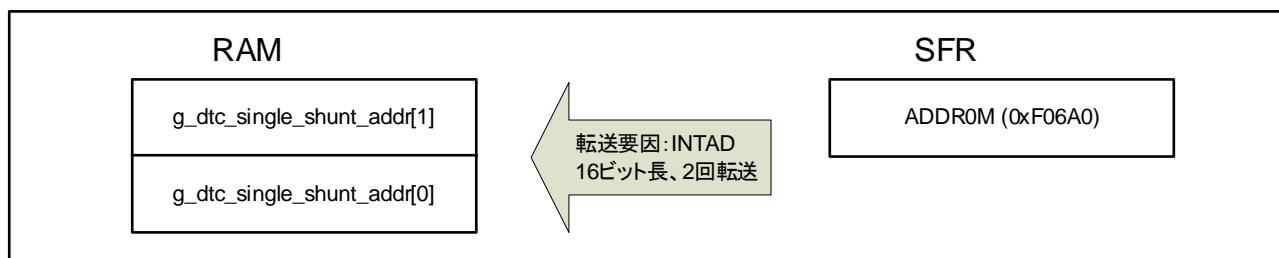 RAM
SFR
g_dtc_single_shunt_addr[1]
転送要因：INTAD
16ビット長、2回転送
ADDR0M (0xF06A0)
g_dtc_single_shunt_addr[0]